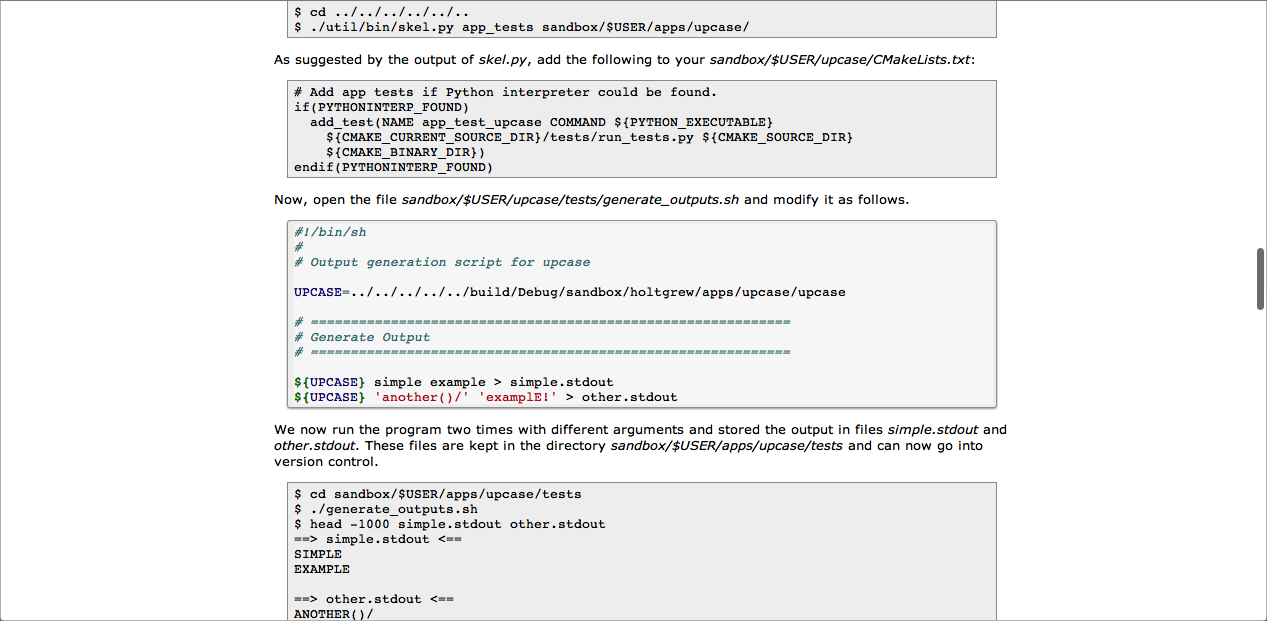 $ cd ../../../../../..
$ ./util/bin/skel.py app_tests sandbox/$USER/apps/upcase/
As suggested by the output of skel.py, add the following to your sandbox/$USER/upcase/CMakeLists.txt:
# Add app tests if Python interpreter could be found.
if(PYTHONINTERP_FOUND)
  add_test(NAME app_test_upcase COMMAND ${PYTHON_EXECUTABLE}
    ${CMAKE_CURRENT_SOURCE_DIR}/tests/run_tests.py ${CMAKE_SOURCE_DIR}
    ${CMAKE_BINARY_DIR})
endif(PYTHONINTERP_FOUND)
Now, open the file sandbox/$USER/upcase/tests/generate_outputs.sh and modify it as follows.
#!/bin/sh
#
# Output generation script for upcase
UPCASE=../../../../../build/Debug/sandbox/holtgrew/apps/upcase/upcase
# ============================================================
# Generate Output
# ============================================================
${UPCASE} simple example > simple.stdout
${UPCASE} 'another()/' 'examplE!' > other.stdout
We now run the program two times with different arguments and stored the output in files simple.stdout and
other.stdout. These files are kept in the directory sandbox/$USER/apps/upcase/tests and can now go into
version control.
$ cd sandbox/$USER/apps/upcase/tests
$ ./generate_outputs.sh
$ head -1000 simple.stdout other.stdout
==> simple.stdout <==
SIMPLE
EXAMPLE
==> other.stdout <==
ANOTHER()/